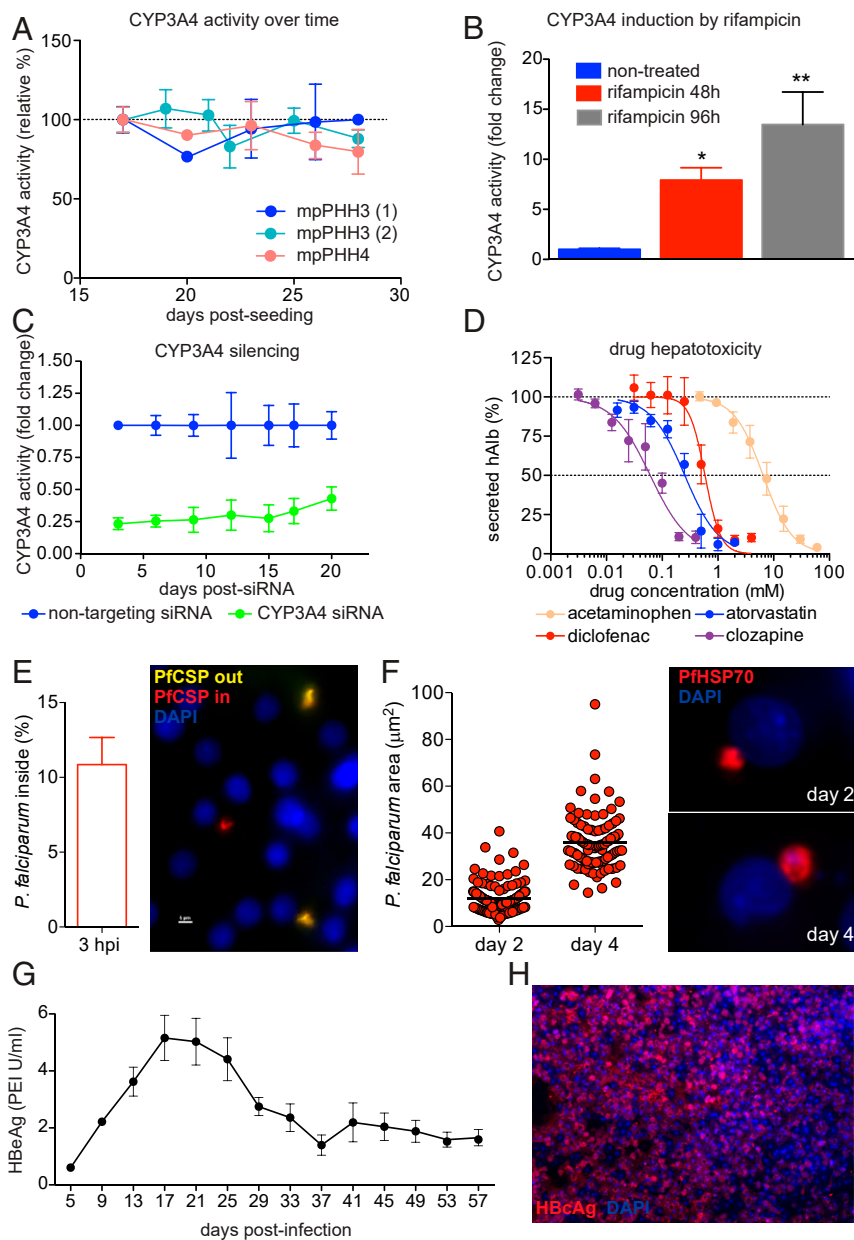 A
CYP3A4 activity over time
CYP3A4 activity (relative %)
150
100
50
0
mpPHH3 (1)
mpPHH3 (2)
mpPHH4
15 20 25 30
days post-seeding
B
CYP3A4 induction by rifampicin
CYP3A4 activity (fold change)
20
15
10
5
0
non-treated
rifampicin 48h
rifampicin 96h
*
**
C
CYP3A4 silencing
CYP3A4 activity (fold change)
1.50
1.25
1.00
0.75
0.50
0.25
0.00
0 5 10 15 20
days post-siRNA
non-targeting siRNA
CYP3A4 siRNA
D
drug hepatotoxicity
secreted hAlb (%)
125
100
75
50
25
0
0.001 0.01 0.1 1 10 100
drug concentration (mM)
acetaminophen
atorvastatin
diclofenac
clozapine
E
P. falciparum inside (%)
15
10
5
0
3 hpi
PfCSP out
PfCSP in
DAPI
F
P. falciparum area (μm²)
100
80
60
40
20
0
day 2
day 4
PfHSP70
DAPI
day 2
day 4
G
HBeAg (PEI U/ml)
6
4
2
0
5 9 13 17 21 25 29 33 37 41 45 49 53 57
days post-infection
H
HBcAg DAPI